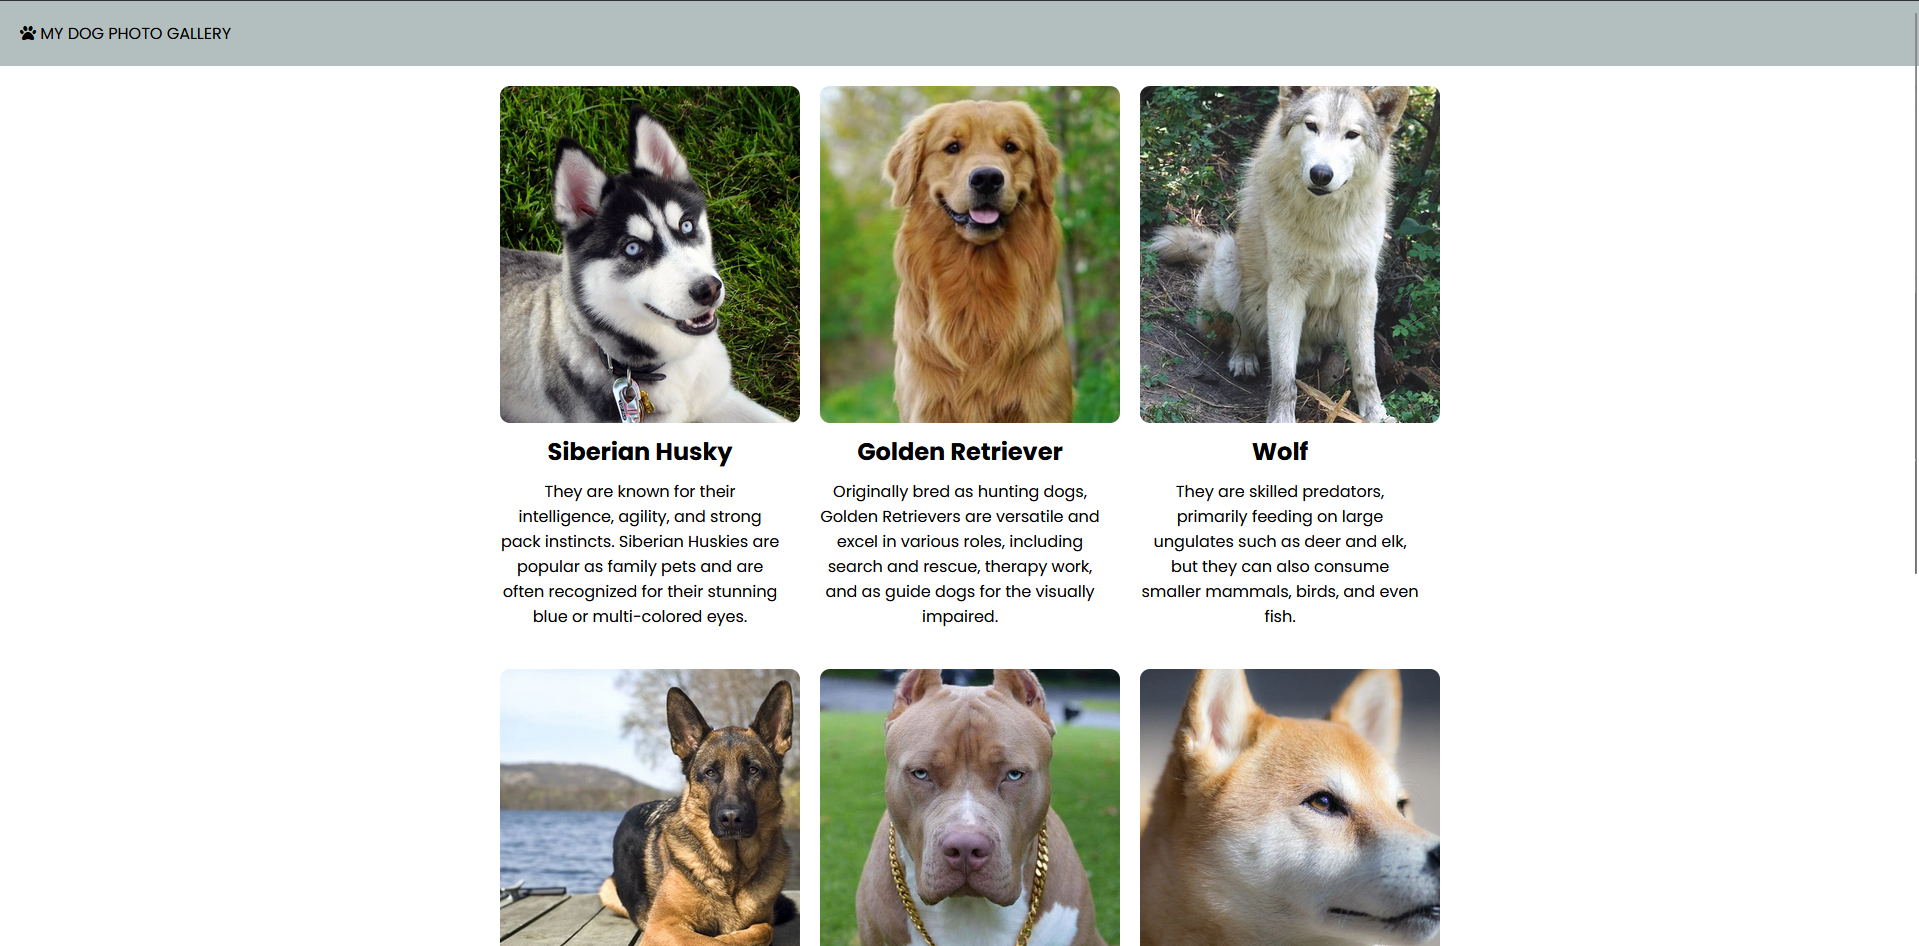 MY DOG PHOTO GALLERY
Siberian Husky
They are known for their
intelligence, agility, and strong
pack instincts. Siberian Huskies are
popular as family pets and are
often recognized for their stunning
blue or multi-colored eyes.
Golden Retriever
Originally bred as hunting dogs,
Golden Retrievers are versatile and
excel in various roles, including
search and rescue, therapy work,
and as guide dogs for the visually
impaired.
Wolf
They are skilled predators,
primarily feeding on large
ungulates such as deer and elk,
but they can also consume
smaller mammals, birds, and even
fish.